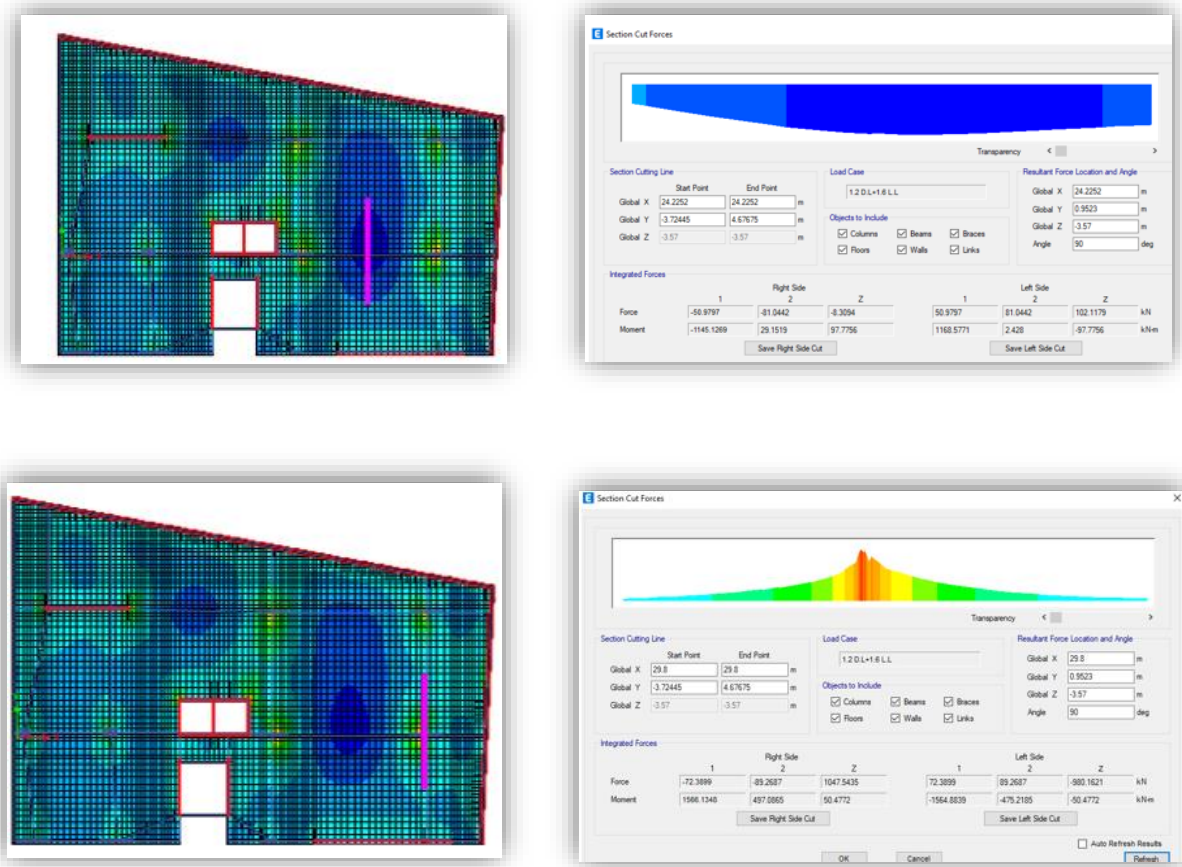 E Section Cut Forces
Transparency < >
Section Cutting Line
Start Point End Point
Global X 24.2252 24.2252 m
Global Y -3.72445 4.67675 m
Global Z -3.57 -3.57 m
Load Case
1.2 D.L+1.6 L.L
Objects to Include
Columns Beams Braces
Floors Walls Links
Resultant Force Location and Angle
Global X 24.2252 m
Global Y 0.9523 m
Global Z -3.57 m
Angle 90 deg
Integrated Forces
Right Side Left Side
1 2 Z 1 2 Z
Force -50.9797 -81.0442 -8.3094 50.9797 81.0442 102.1179 kN
Moment -1145.1269 29.1519 97.7756 1168.5771 2.428 -97.7756 kN-m
Save Right Side Cut Save Left Side Cut
E Section Cut Forces
Transparency < >
Section Cutting Line
Start Point End Point
Global X 29.8 29.8 m
Global Y -3.72445 4.67675 m
Global Z -3.57 -3.57 m
Load Case
1.2 D.L+1.6 L.L
Objects to Include
Columns Beams Braces
Floors Walls Links
Resultant Force Location and Angle
Global X 29.8 m
Global Y 0.9523 m
Global Z -3.57 m
Angle 90 deg
Integrated Forces
Right Side Left Side
1 2 Z 1 2 Z
Force -72.3899 -89.2687 1047.5435 72.3899 89.2687 -980.1621 kN
Moment 1566.1348 497.0865 50.4772 -1564.8839 -475.2185 -50.4772 kN-m
Save Right Side Cut Save Left Side Cut
Auto Refresh Results
OK Cancel Refresh